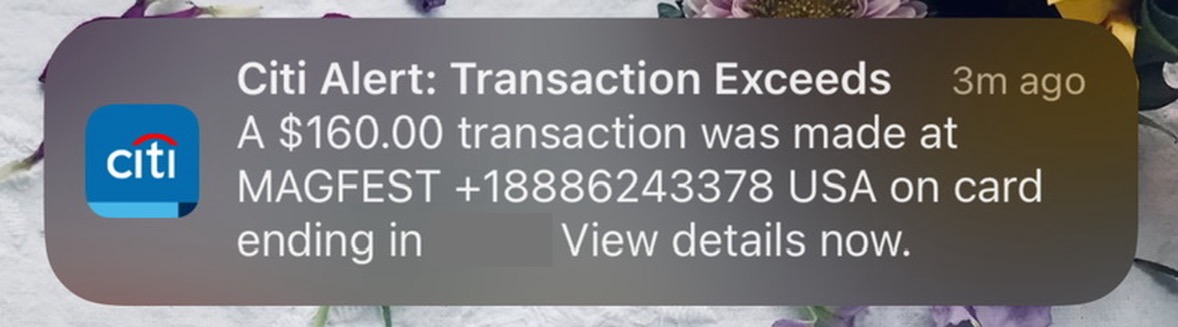 Citi Alert: Transaction Exceeds 3m ago
citi
A $160.00 transaction was made at
MAGFEST +18886243378 USA on card
ending in View details now.